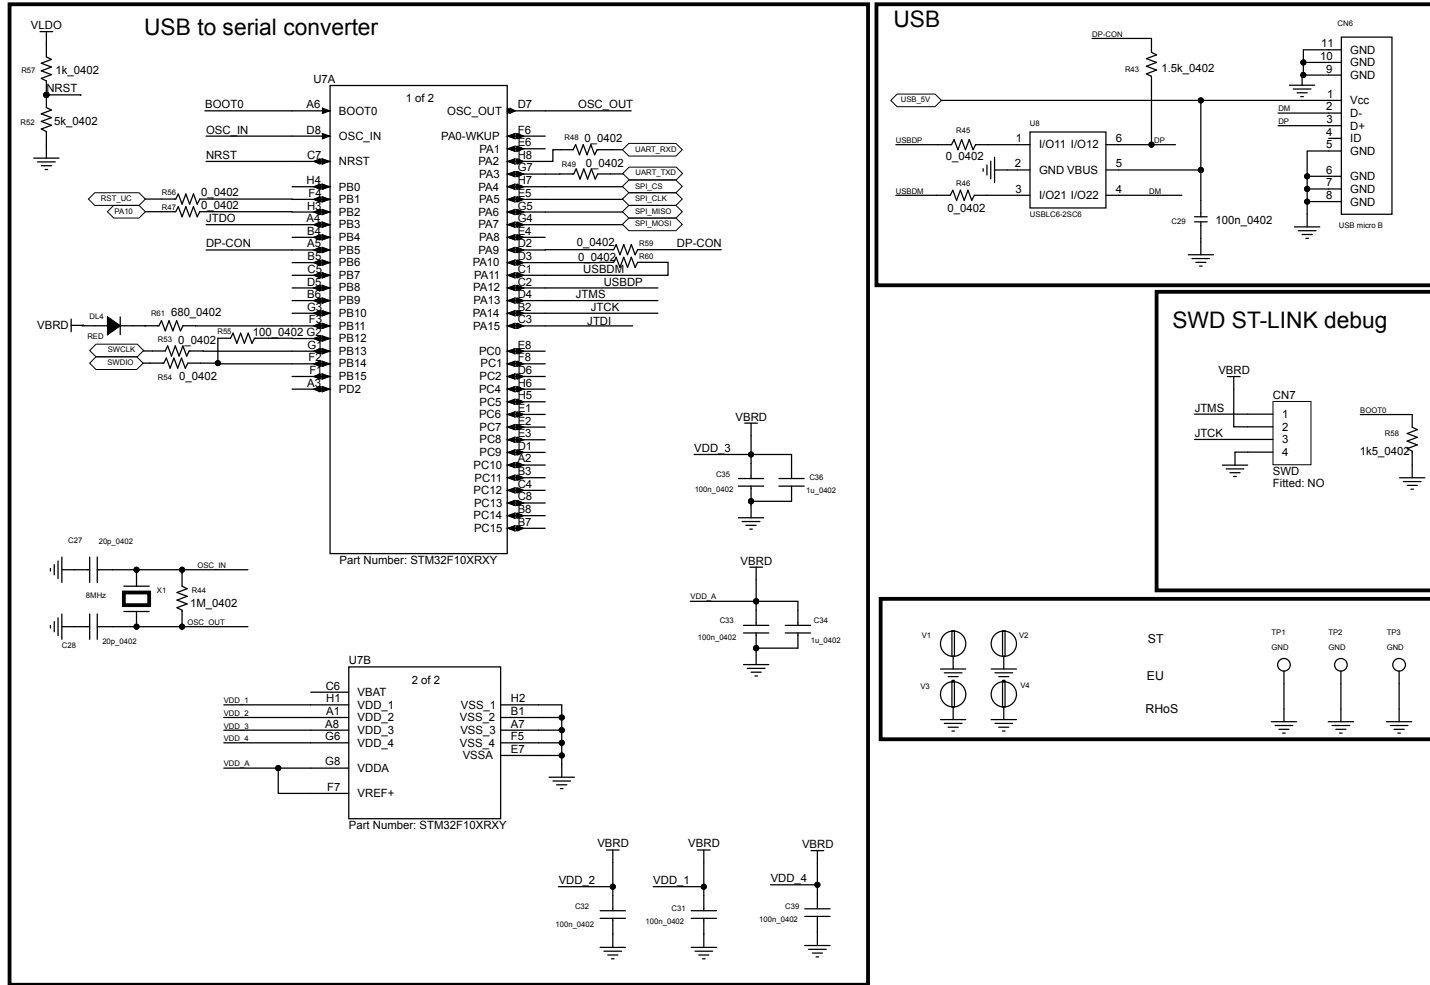 USB to serial converter
VLDO
R57 1k_0402
NRST
R52 5k_0402
U7A
1 of 2
BOOT0 A6 BOOT0
OSC_IN D8 OSC_IN
NRST C7 NRST
H4 PB0
RST_UC R56 0_0402 F4 PB1
PA10 R47 0_0402 H3 PB2
JTDO A4 PB3
B4 PB4
DP-CON A5 PB5
B5 PB6
C5 PB7
D5 PB8
B6 PB9
G3 PB10
VBRD DL4 RED R61 680_0402 F3 PB11
R55 100_0402 G2 PB12
SWCLK R53 0_0402 G1 PB13
SWDIO R54 0_0402 F2 PB14
F1 PB15
A3 PD2
OSC_OUT D7 OSC_OUT
PA0-WKUP F6
PA1 E6
PA2 H8 R48 0_0402 UART_RXD
PA3 G7 R49 0_0402 UART_TXD
PA4 H7 SPI_CS
PA5 E5 SPI_CLK
PA6 G5 SPI_MISO
PA7 G4 SPI_MOSI
PA8 E4
PA9 D2 0_0402 R59 DP-CON
PA10 D3 0_0402 R60
PA11 C1 USBDM
PA12 C2 USBDP
PA13 D4 JTMS
PA14 B2 JTCK
PA15 C3 JTDI
PC0 E8
PC1 F8
PC2 D6
PC4 H6
PC5 H5
PC6 E1
PC7 E2
PC8 E3
PC9 D1
PC10 A2
PC11 B3
PC12 C4
PC13 C8
PC14 B8
PC15 B7
Part Number: STM32F10XRXY
VBRD
VDD_3
C35 100n_0402
C36 1u_0402
VBRD
VDD_A
C33 100n_0402
C34 1u_0402
C27 20p_0402
OSC_IN
8MHz X1 R44 1M_0402
OSC_OUT
C28 20p_0402
U7B
2 of 2
C6 VBAT
VDD_1 H1 VDD_1
VDD_2 A1 VDD_2
VDD_3 A8 VDD_3
VDD_4 G6 VDD_4
VDD_A G8 VDDA
F7 VREF+
VSS_1 H2
VSS_2 B1
VSS_3 A7
VSS_4 F5
VSSA E7
Part Number: STM32F10XRXY
VBRD
VDD_2
C32 100n_0402
VBRD
VDD_1
C31 100n_0402
VBRD
VDD_4
C39 100n_0402
USB
DP-CON
R43 1.5k_0402
USB_5V
U8
USBDP R45 0_0402 1 I/O11 I/O12 6 DP
2 GND VBUS 5
USBDM R46 0_0402 3 I/O21 I/O22 4 DM
USBLC6-2SC6
C29 100n_0402
CN6
11 GND
10 GND
9 GND
1 Vcc
DM 2 D-
DP 3 D+
4 ID
5 GND
6 GND
7 GND
8 GND
USB micro B
SWD ST-LINK debug
VBRD
CN7
JTMS 1
2
JTCK 3
4
SWD
Fitted: NO
BOOT0
R58
1k5_0402
V1 V2
V3 V4
ST
EU
RHoS
TP1 TP2 TP3
GND GND GND